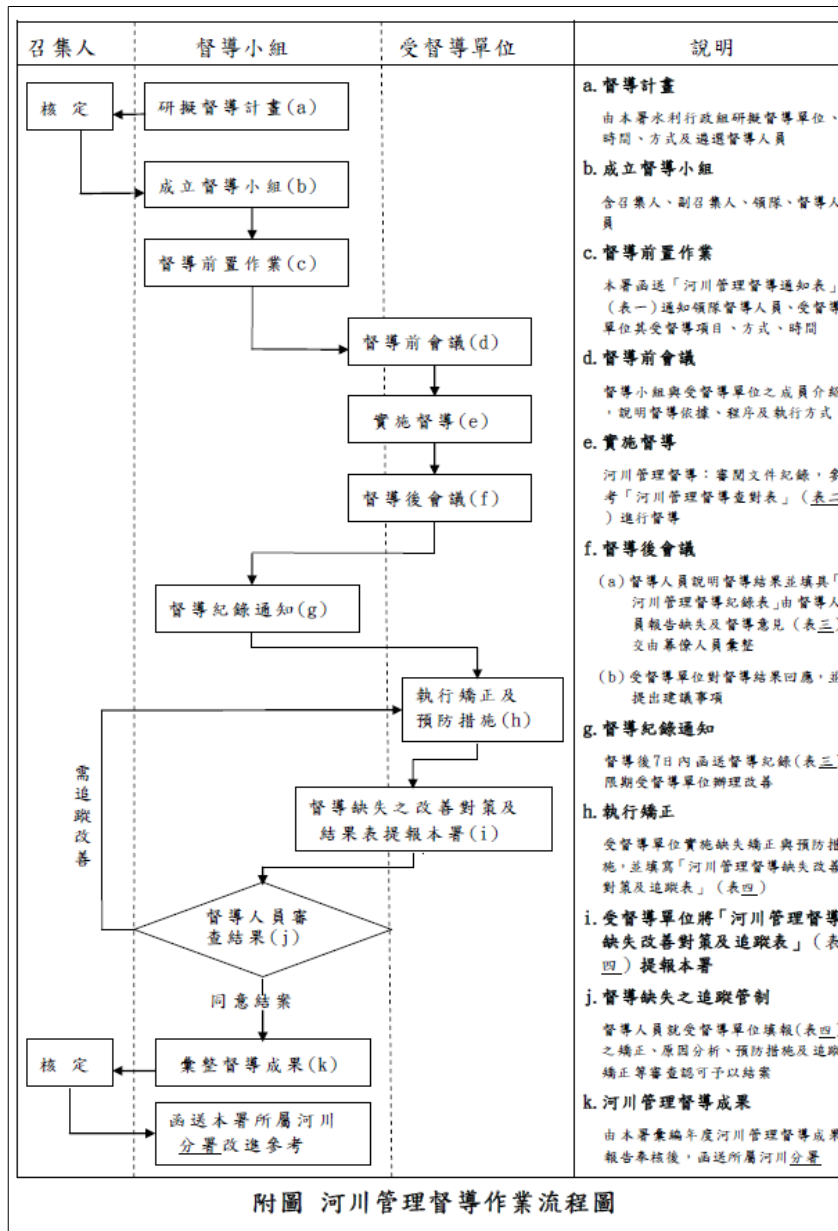 召集人 督導小組 受督導單位 說明
核定
研擬督導計畫(a)
成立督導小組(b)
督導前置作業(c)
督導前會議(d)
實施督導(e)
督導後會議(f)
督導紀錄通知(g)
執行矯正及
預防措施(h)
需追蹤改善
督導缺失之改善對策及
結果表提報本署(i)
督導人員審
查結果(j)
同意結案
核定
彙整督導成果(k)
函送本署所屬河川
分署改進參考
a.督導計畫
由本署水利行政組研擬督導單位、
時間、方式及遴選督導人員
b.成立督導小組
含召集人、副召集人、領隊、督導人
員
c.督導前置作業
本署函送「河川管理督導通知表」
(表一)通知領隊督導人員、受督導
單位其受督導項目、方式、時間
d.督導前會議
督導小組與受督導單位之成員介紹
，說明督導依據、程序及執行方式
e.實施督導
河川管理督導：審閱文件紀錄，參
考「河川管理督導查對表」(表二
)進行督導
f.督導後會議
(a)督導人員說明督導結果並填具「
河川管理督導紀錄表」由督導人
員報告缺失及督導意見(表三)
交由幕僚人員彙整
(b)受督導單位對督導結果回應，並
提出建議事項
g.督導紀錄通知
督導後7日內函送督導紀錄(表三)
限期受督導單位辦理改善
h.執行矯正
受督導單位實施缺失矯正與預防措
施，並填寫「河川管理督導缺失改善
對策及追蹤表」(表四)
i.受督導單位將「河川管理督導
缺失改善對策及追蹤表」(表
四)提報本署
j.督導缺失之追蹤管制
督導人員就受督導單位填報(表四)
之矯正、原因分析、預防措施及追蹤
矯正等審查認可予以結案
k.河川管理督導成果
由本署彙編年度河川管理督導成果
報告奉核後，函送所屬河川分署
附圖 河川管理督導作業流程圖